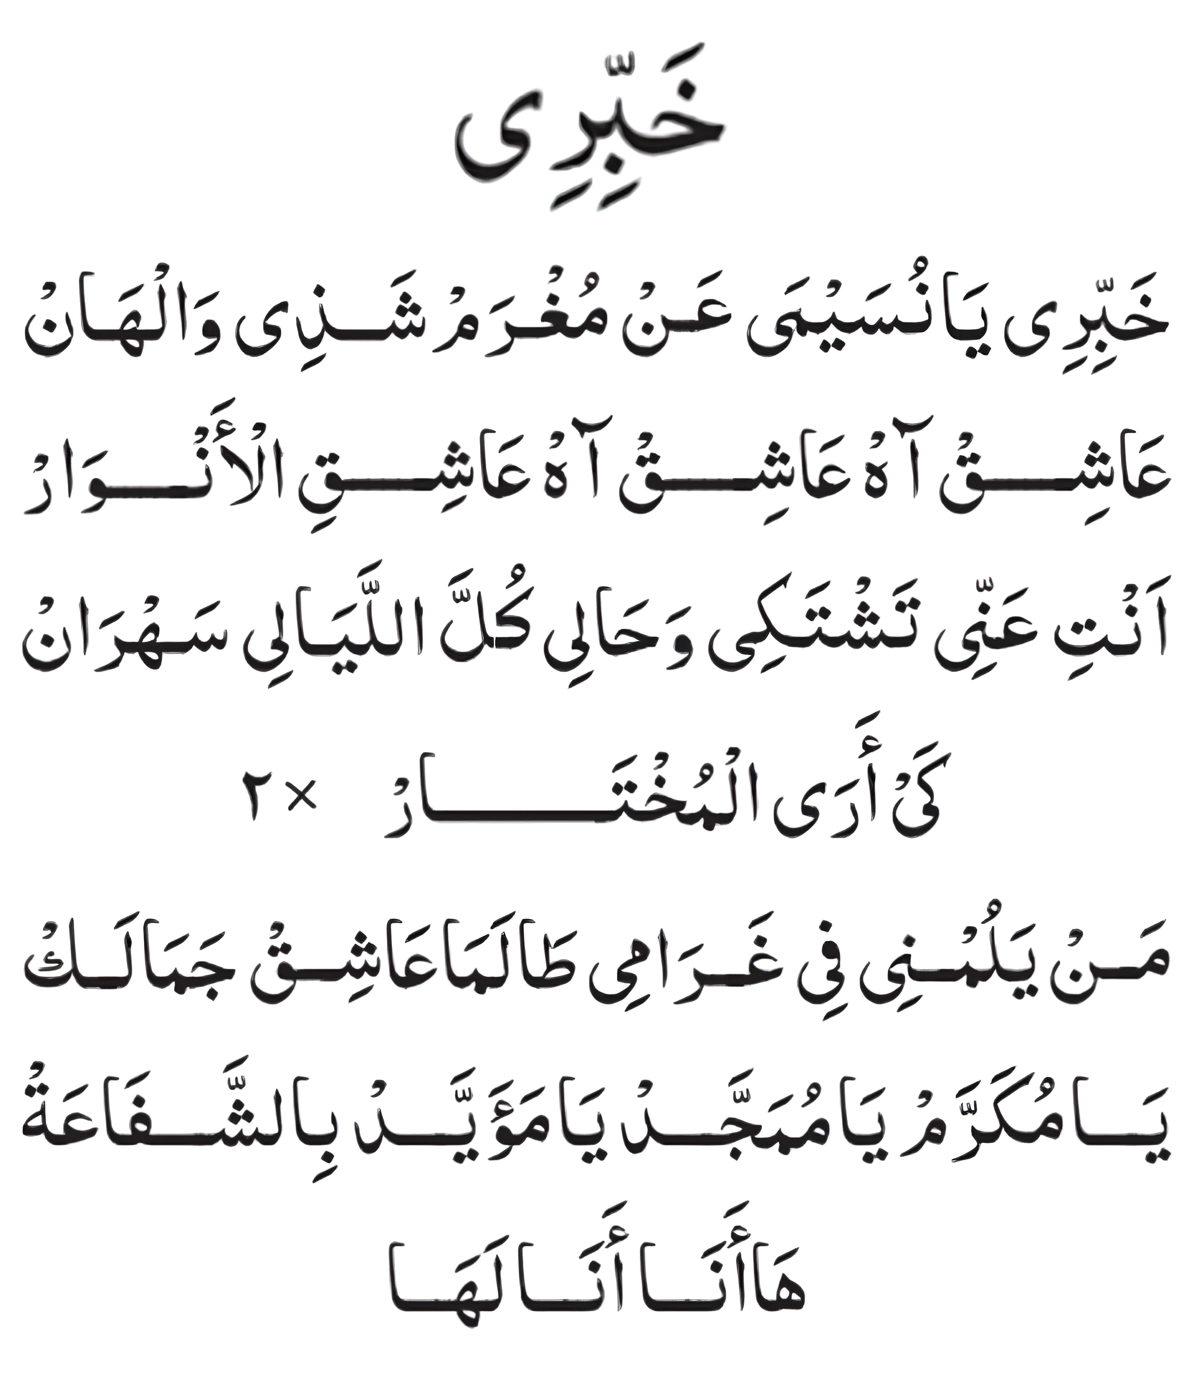 خَبِّرِى
خَبِّرِى يَا نُسَيْمَى عَنْ مُغْرَمْ شَذِى وَالْهَانْ
عَاشِقْ آهْ عَاشِقْ آهْ عَاشِقِ الْأَنْوَارْ
اَنْتِ عَنِّى تَشْتَكِى وَحَالِى كُلَّ اللَّيَالِى سَهْرَانْ
كَىْ أَرَى الْمُخْتَارْ × ٢
مَنْ يَلُمْنِى فِى غَرَامِى طَالَمَا عَاشِقْ جَمَالَكْ
يَا مُكَرَّمْ يَا مُمَجَّدْ يَا مَؤَيَّدْ بِالشَّفَاعَةْ
هَا أَنَا أَنَا لَهَا